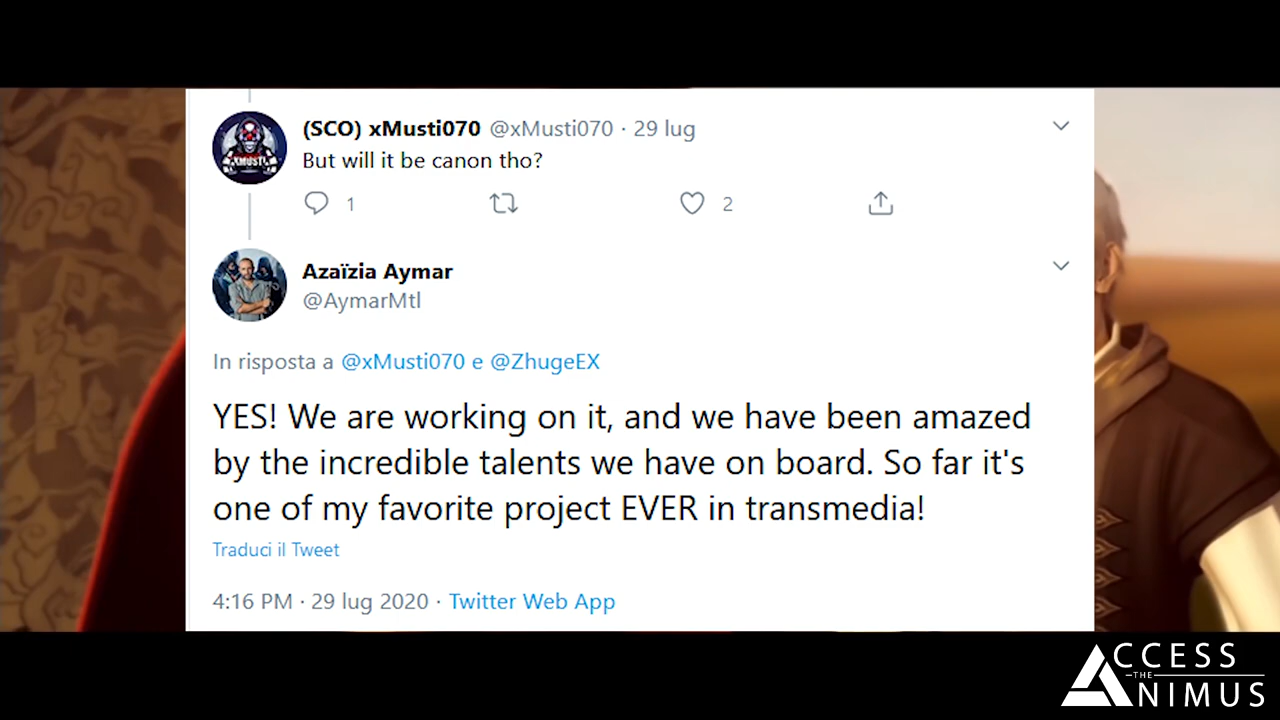 (SCO) xMusti070 @xMusti070 · 29 lug
But will it be canon tho?
1 2
XMUSTI
Azaïzia Aymar
@AymarMtl
In risposta a @xMusti070 e @ZhugeEX
YES! We are working on it, and we have been amazed
by the incredible talents we have on board. So far it's
one of my favorite project EVER in transmedia!
Traduci il Tweet
4:16 PM · 29 lug 2020 · Twitter Web App
ACCESS
THE
ANIMUS